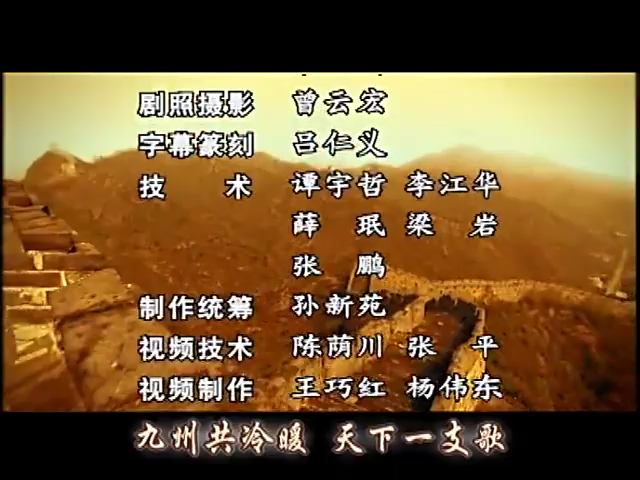 剧照摄影 曾云宏
字幕篆刻 吕仁义
技 术 谭宇哲 李江华
薛 珉 梁 岩
张 鹏
制作统筹 孙新苑
视频技术 陈荫川 张 平
视频制作 王巧红 杨伟东
九州共冷暖 天下一支歌